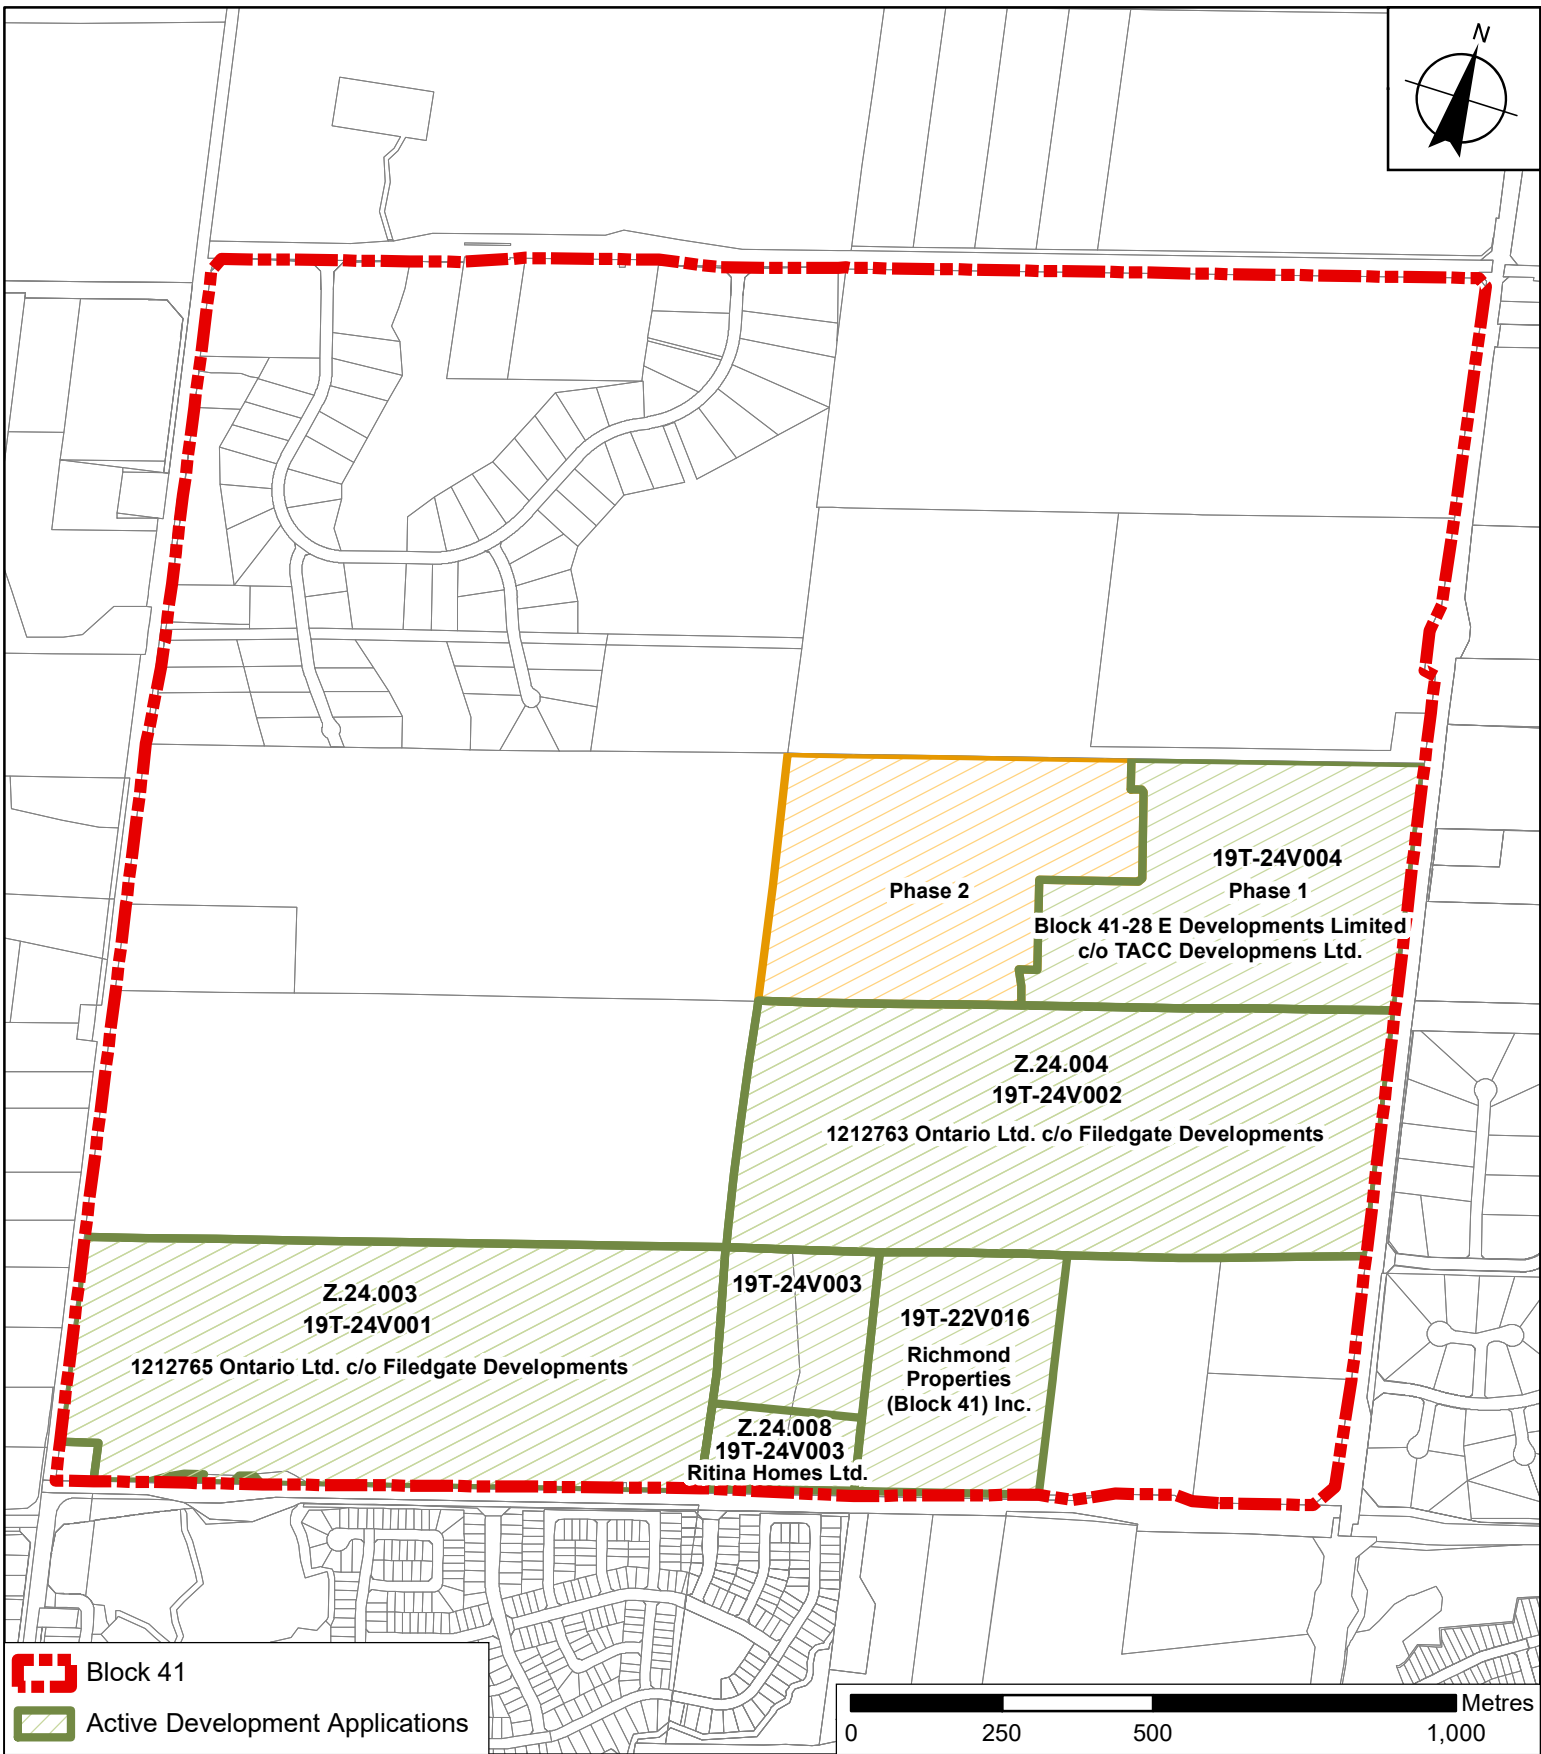 N
19T-24V004
Phase 2
Phase 1
Block 41-28 E Developments Limited
c/o TACC Developmens Ltd.
Z.24.004
19T-24V002
1212763 Ontario Ltd. c/o Filedgate Developments
Z.24.003
19T-24V001
1212765 Ontario Ltd. c/o Filedgate Developments
19T-24V003
19T-22V016
Richmond
Properties
(Block 41) Inc.
Z.24.008
19T-24V003
Ritina Homes Ltd.
Block 41
Active Development Applications
Metres
0 250 500 1,000